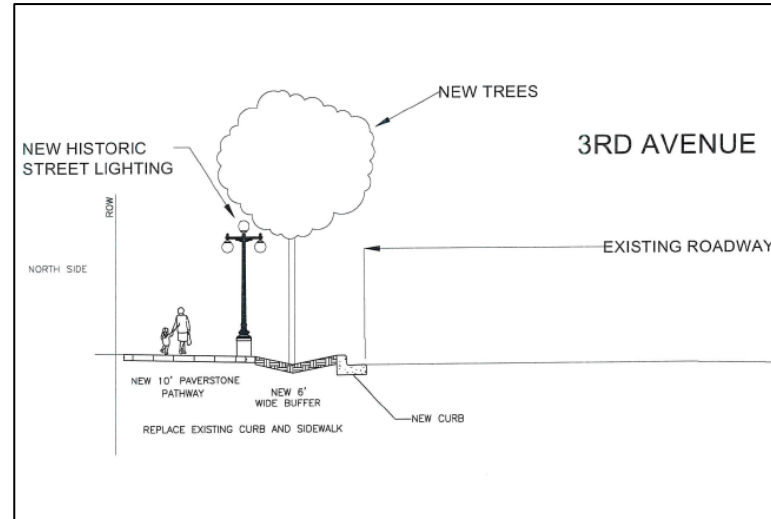 NEW TREES
3RD AVENUE
NEW HISTORIC
STREET LIGHTING
ROW
NORTH SIDE
EXISTING ROADWAY
NEW 10' PAVERSTONE
PATHWAY
NEW 6'
WIDE BUFFER
NEW CURB
REPLACE EXISTING CURB AND SIDEWALK